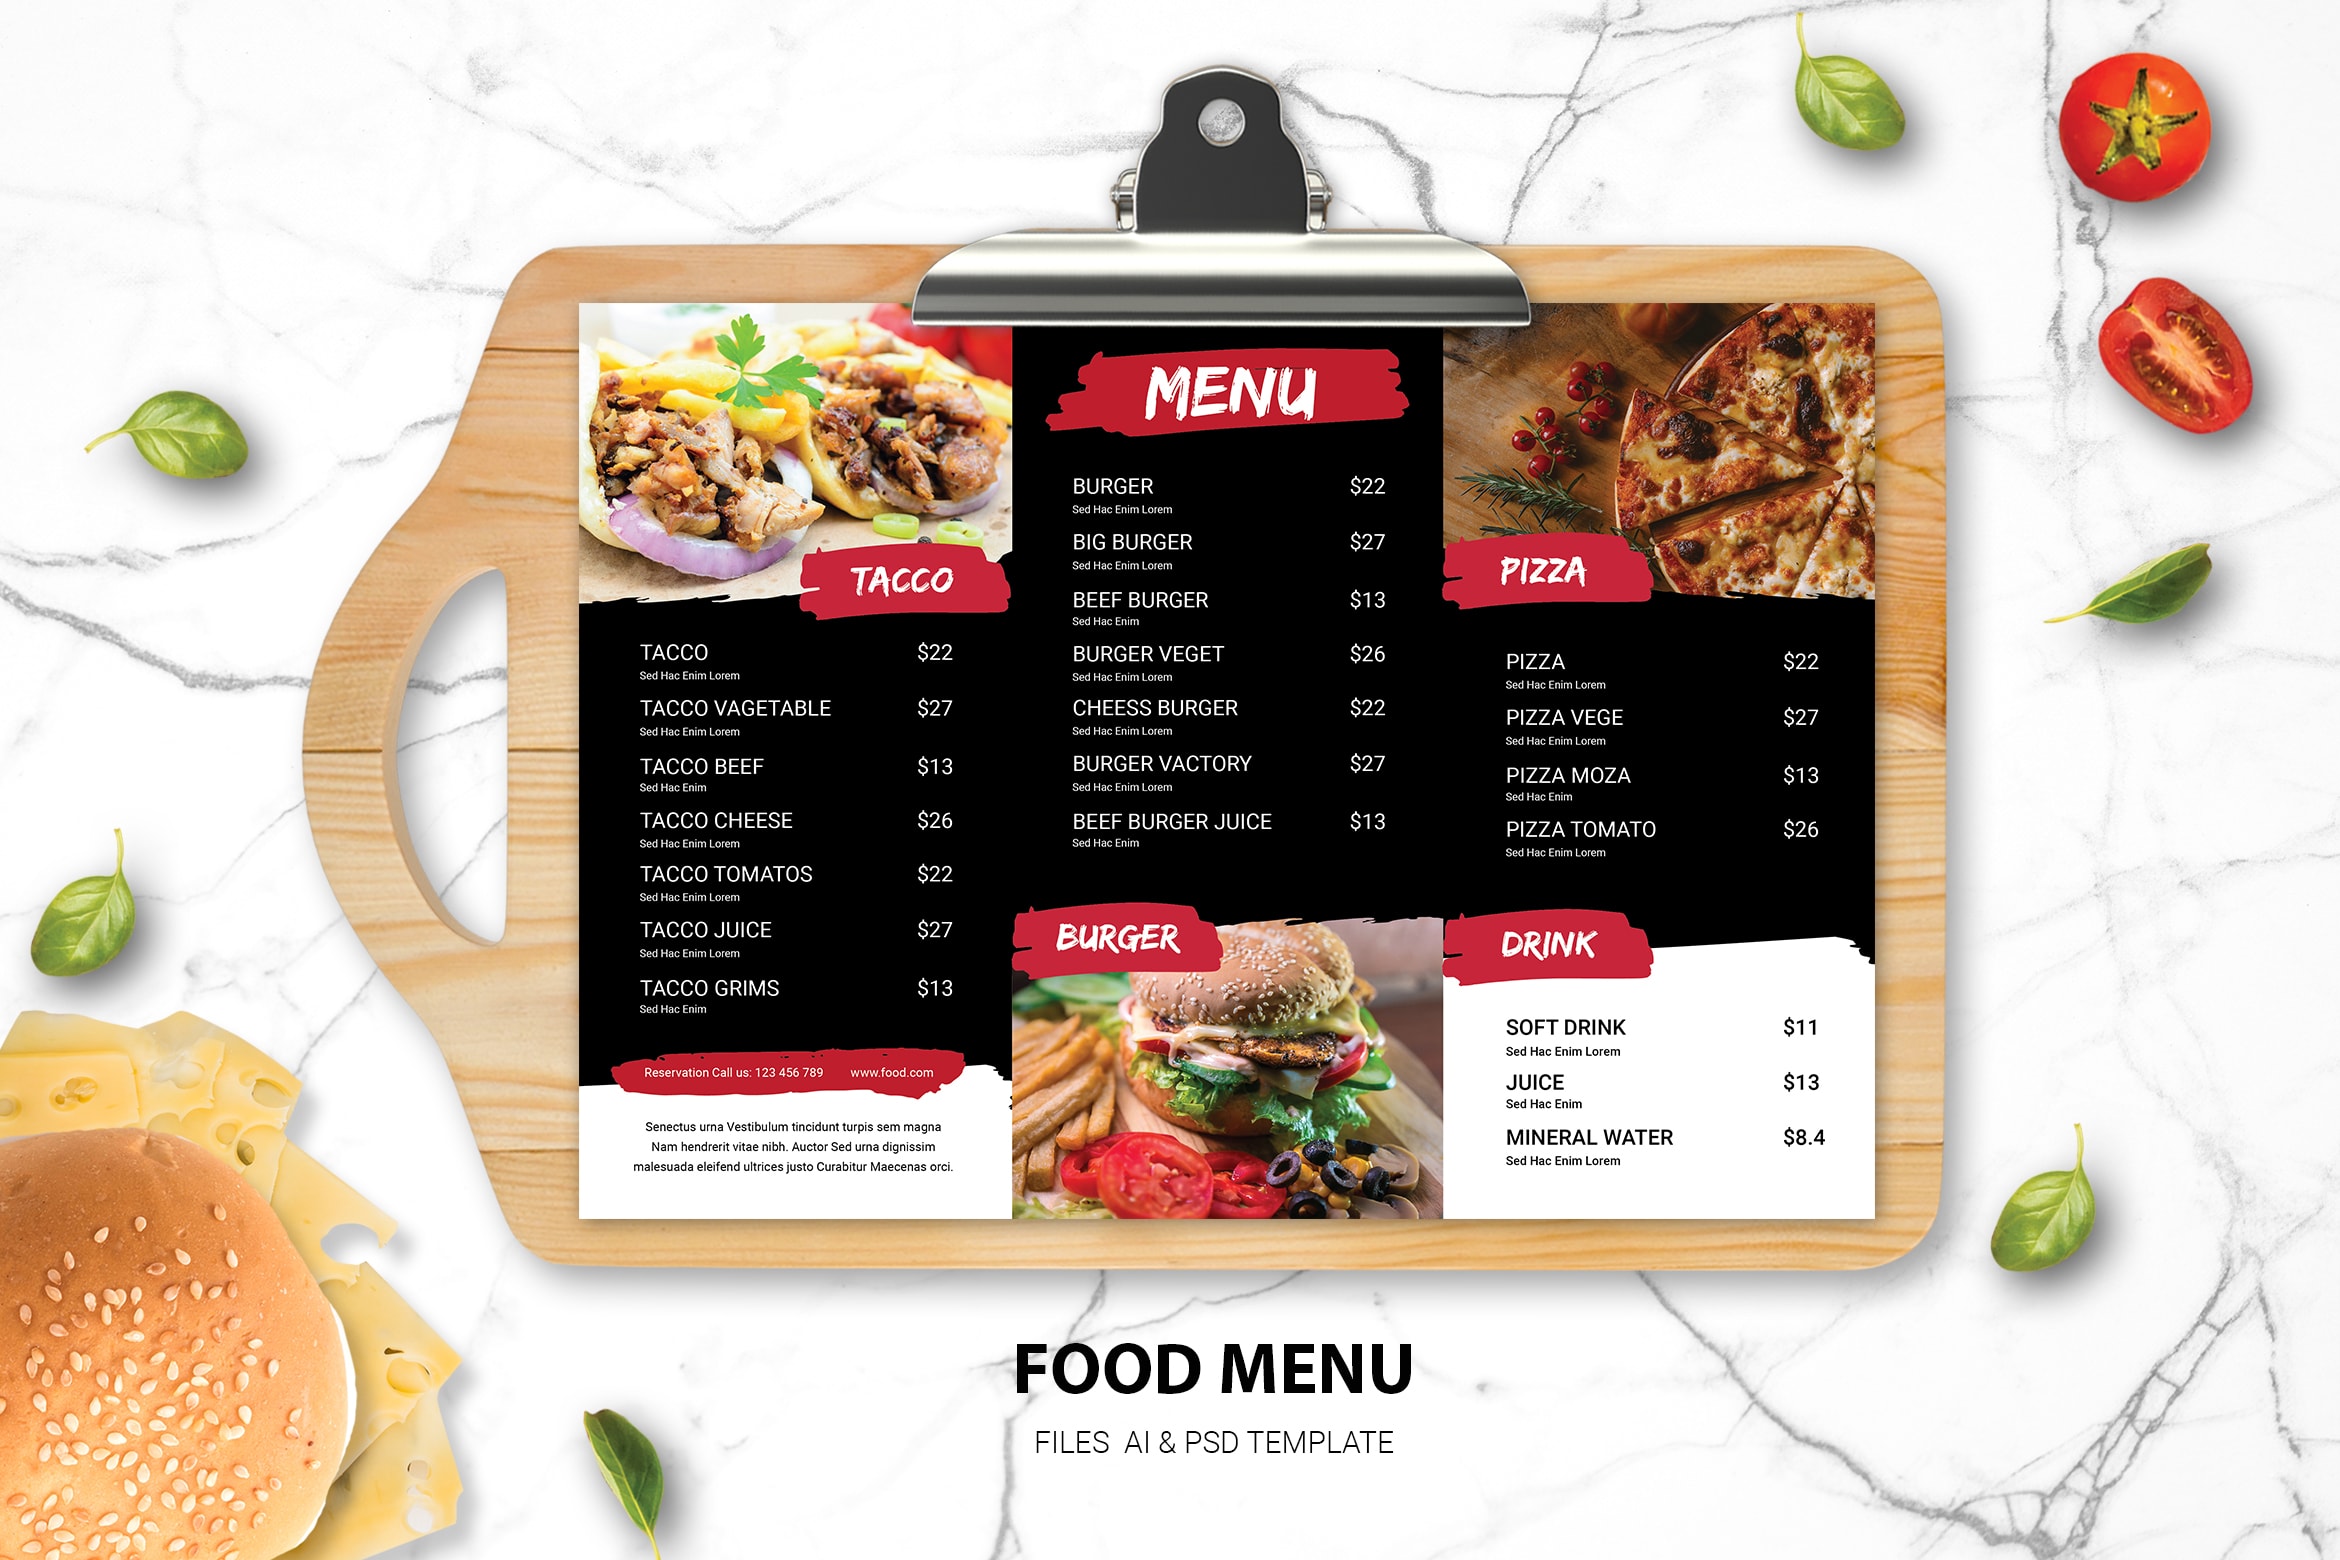 TACCO
TACCO $22
Sed Hac Enim Lorem
TACCO VAGETABLE $27
Sed Hac Enim Lorem
TACCO BEEF $13
Sed Hac Enim
TACCO CHEESE $26
Sed Hac Enim Lorem
TACCO TOMATOS $22
Sed Hac Enim Lorem
TACCO JUICE $27
Sed Hac Enim Lorem
TACCO GRIMS $13
Sed Hac Enim
Reservation Call us: 123 456 789 www.food.com
Senectus urna Vestibulum tincidunt turpis sem magna
Nam hendrerit vitae nibh. Auctor Sed urna dignissim
malesuada eleifend ultrices justo Curabitur Maecenas orci.
MENU
BURGER $22
Sed Hac Enim Lorem
BIG BURGER $27
Sed Hac Enim Lorem
BEEF BURGER $13
Sed Hac Enim
BURGER VEGET $26
Sed Hac Enim Lorem
CHEESS BURGER $22
Sed Hac Enim Lorem
BURGER VACTORY $27
Sed Hac Enim Lorem
BEEF BURGER JUICE $13
Sed Hac Enim
BURGER
PIZZA
PIZZA $22
Sed Hac Enim Lorem
PIZZA VEGE $27
Sed Hac Enim Lorem
PIZZA MOZA $13
Sed Hac Enim
PIZZA TOMATO $26
Sed Hac Enim Lorem
DRINK
SOFT DRINK $11
Sed Hac Enim Lorem
JUICE $13
Sed Hac Enim
MINERAL WATER $8.4
Sed Hac Enim Lorem
FOOD MENU
FILES AI & PSD TEMPLATE